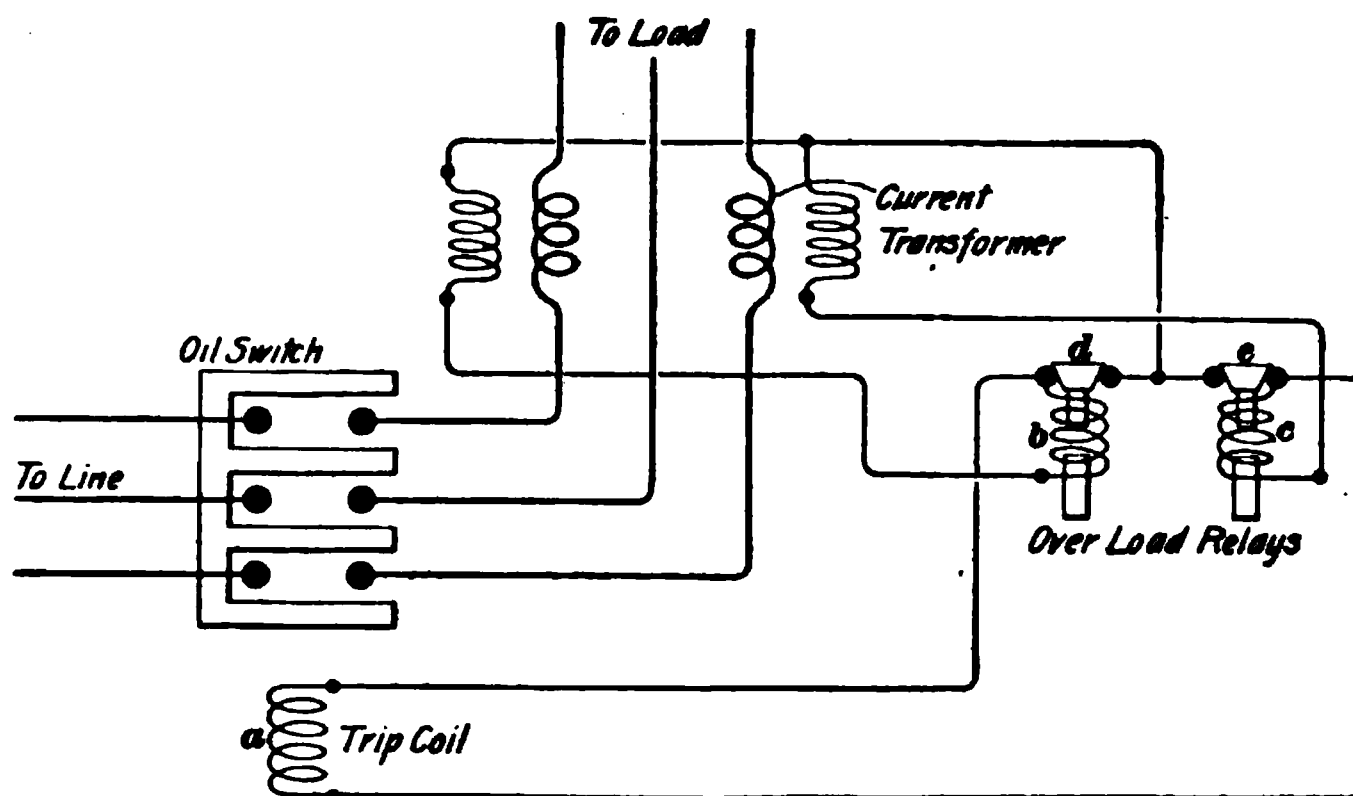 To Load
Current
Transformer
Oil Switch
d
e
b
c
To Line
Over Load Relays
a
Trip Coil